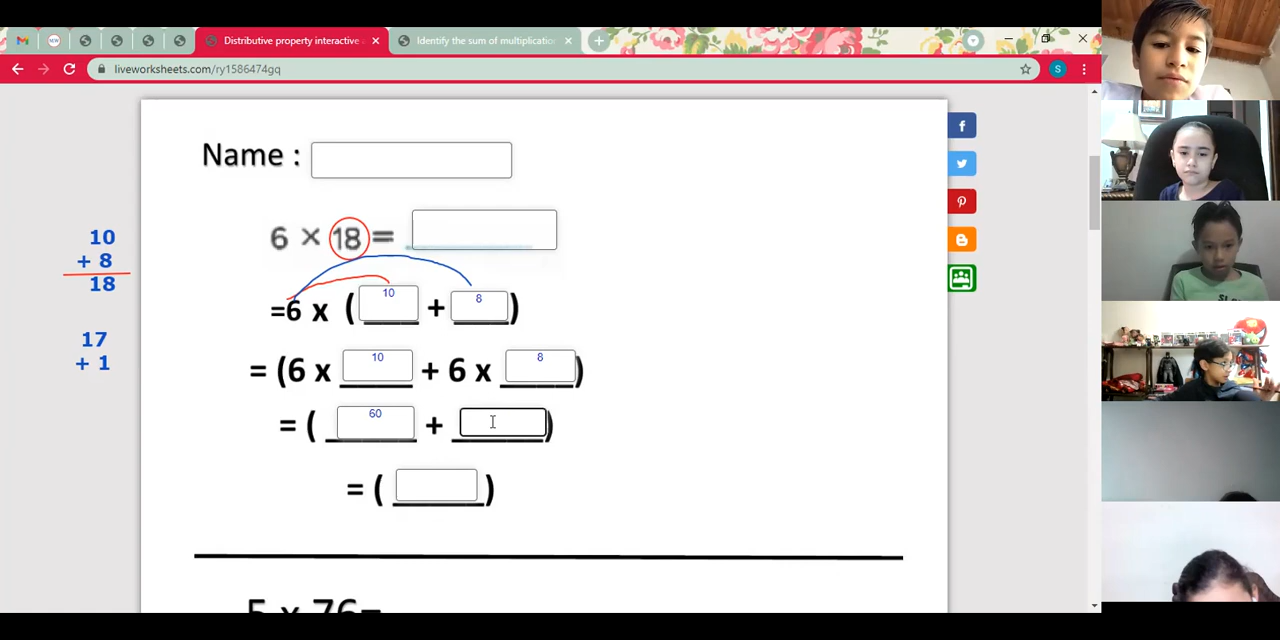 Distributive property interactive
Identify the sum of multiplication
liveworksheets.com/ry1586474gq
S
Name :
6 × 18 =
10
+ 8
18
17
+ 1
=6 x ( 10 + 8 )
= (6 x 10 + 6 x 8 )
= ( 60 + )
= ( )
5 x 76=